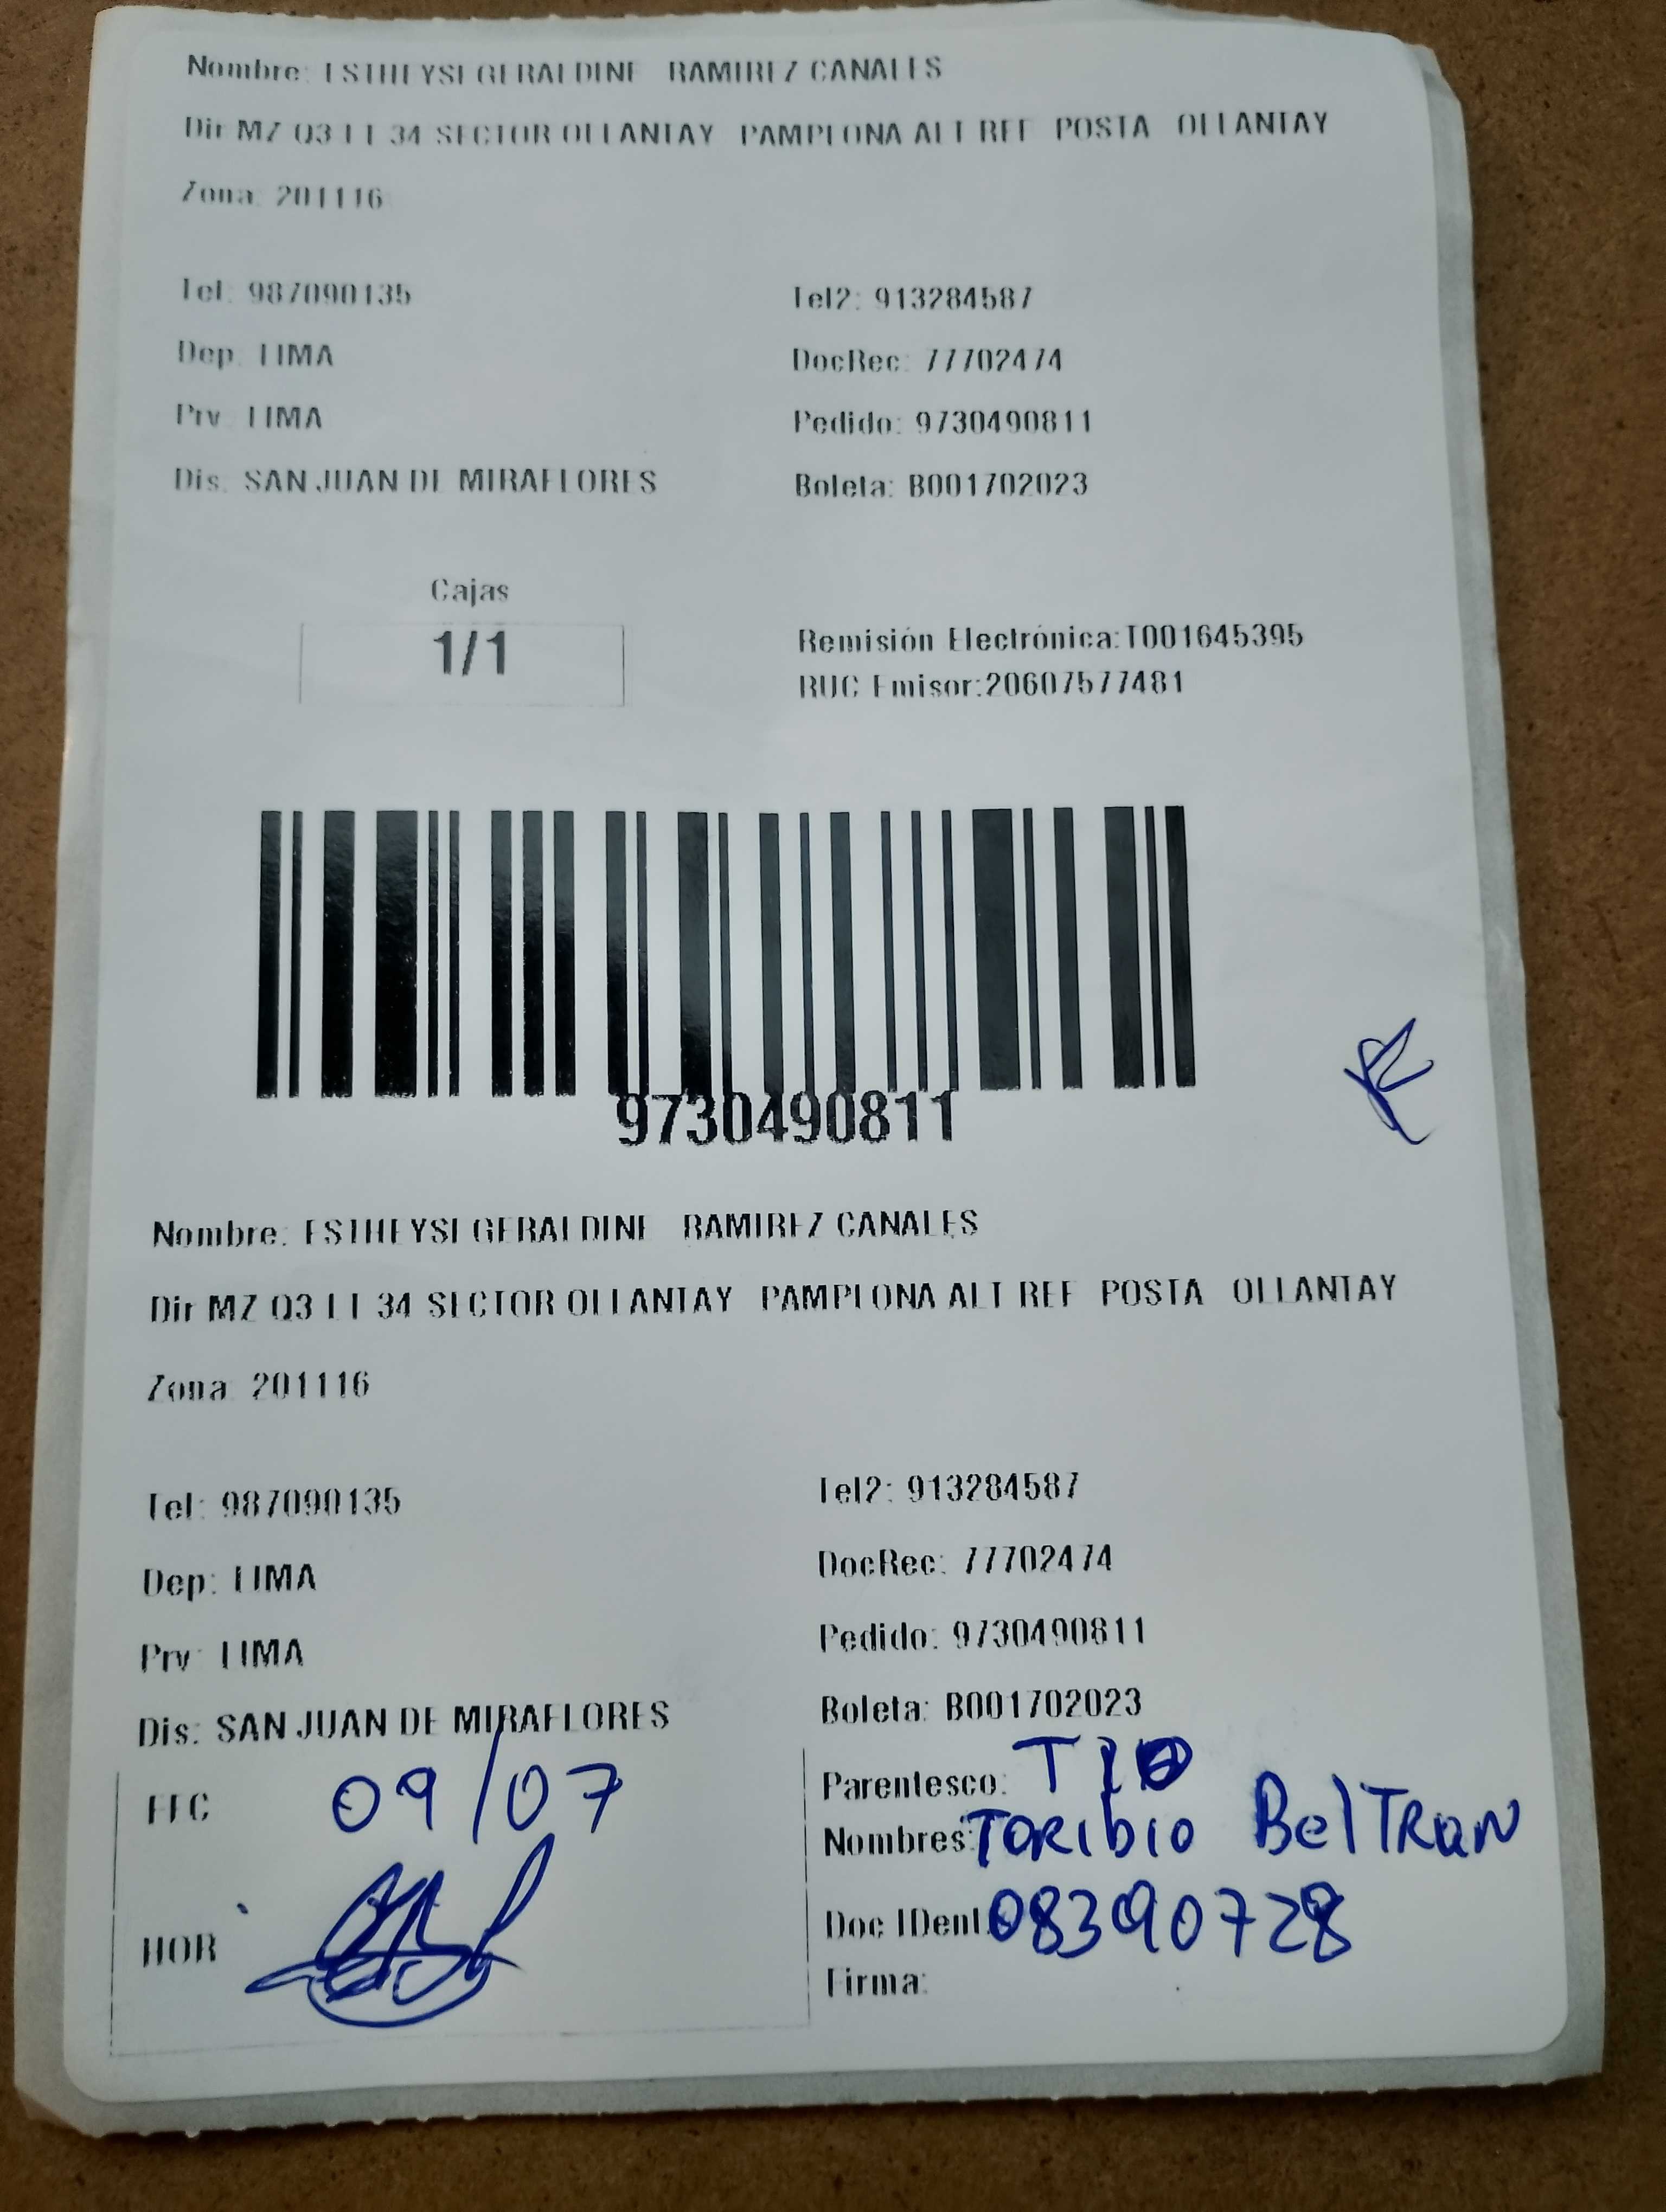 Nombre: ESTHEYSI GERALDINE RAMIREZ CANALES
Dir MZ Q3 LT 34 SECTOR OLLANTAY PAMPLONA ALT REF POSTA OLLANTAY
Zona: 201116
Tel: 987090135 Tel2: 913284587
Dep: LIMA DocRec: 77702474
Prv: LIMA Pedido: 9730490811
Dis: SAN JUAN DE MIRAFLORES Boleta: B001702023
Cajas
1/1
Remisión Electrónica:T001645395
RUC Emisor:20607577481
9730490811
Nombre: ESTHEYSI GERALDINE RAMIREZ CANALES
Dir MZ Q3 LT 34 SECTOR OLLANTAY PAMPLONA ALT REF POSTA OLLANTAY
Zona: 201116
Tel: 987090135 Tel2: 913284587
Dep: LIMA DocRec: 77702474
Prv: LIMA Pedido: 9730490811
Dis: SAN JUAN DE MIRAFLORES Boleta: B001702023
FEC 09/07 Parentesco: TIO
Nombres: TORIbIO BelTRaN
HOR Doc IDent. 08390728
Firma: